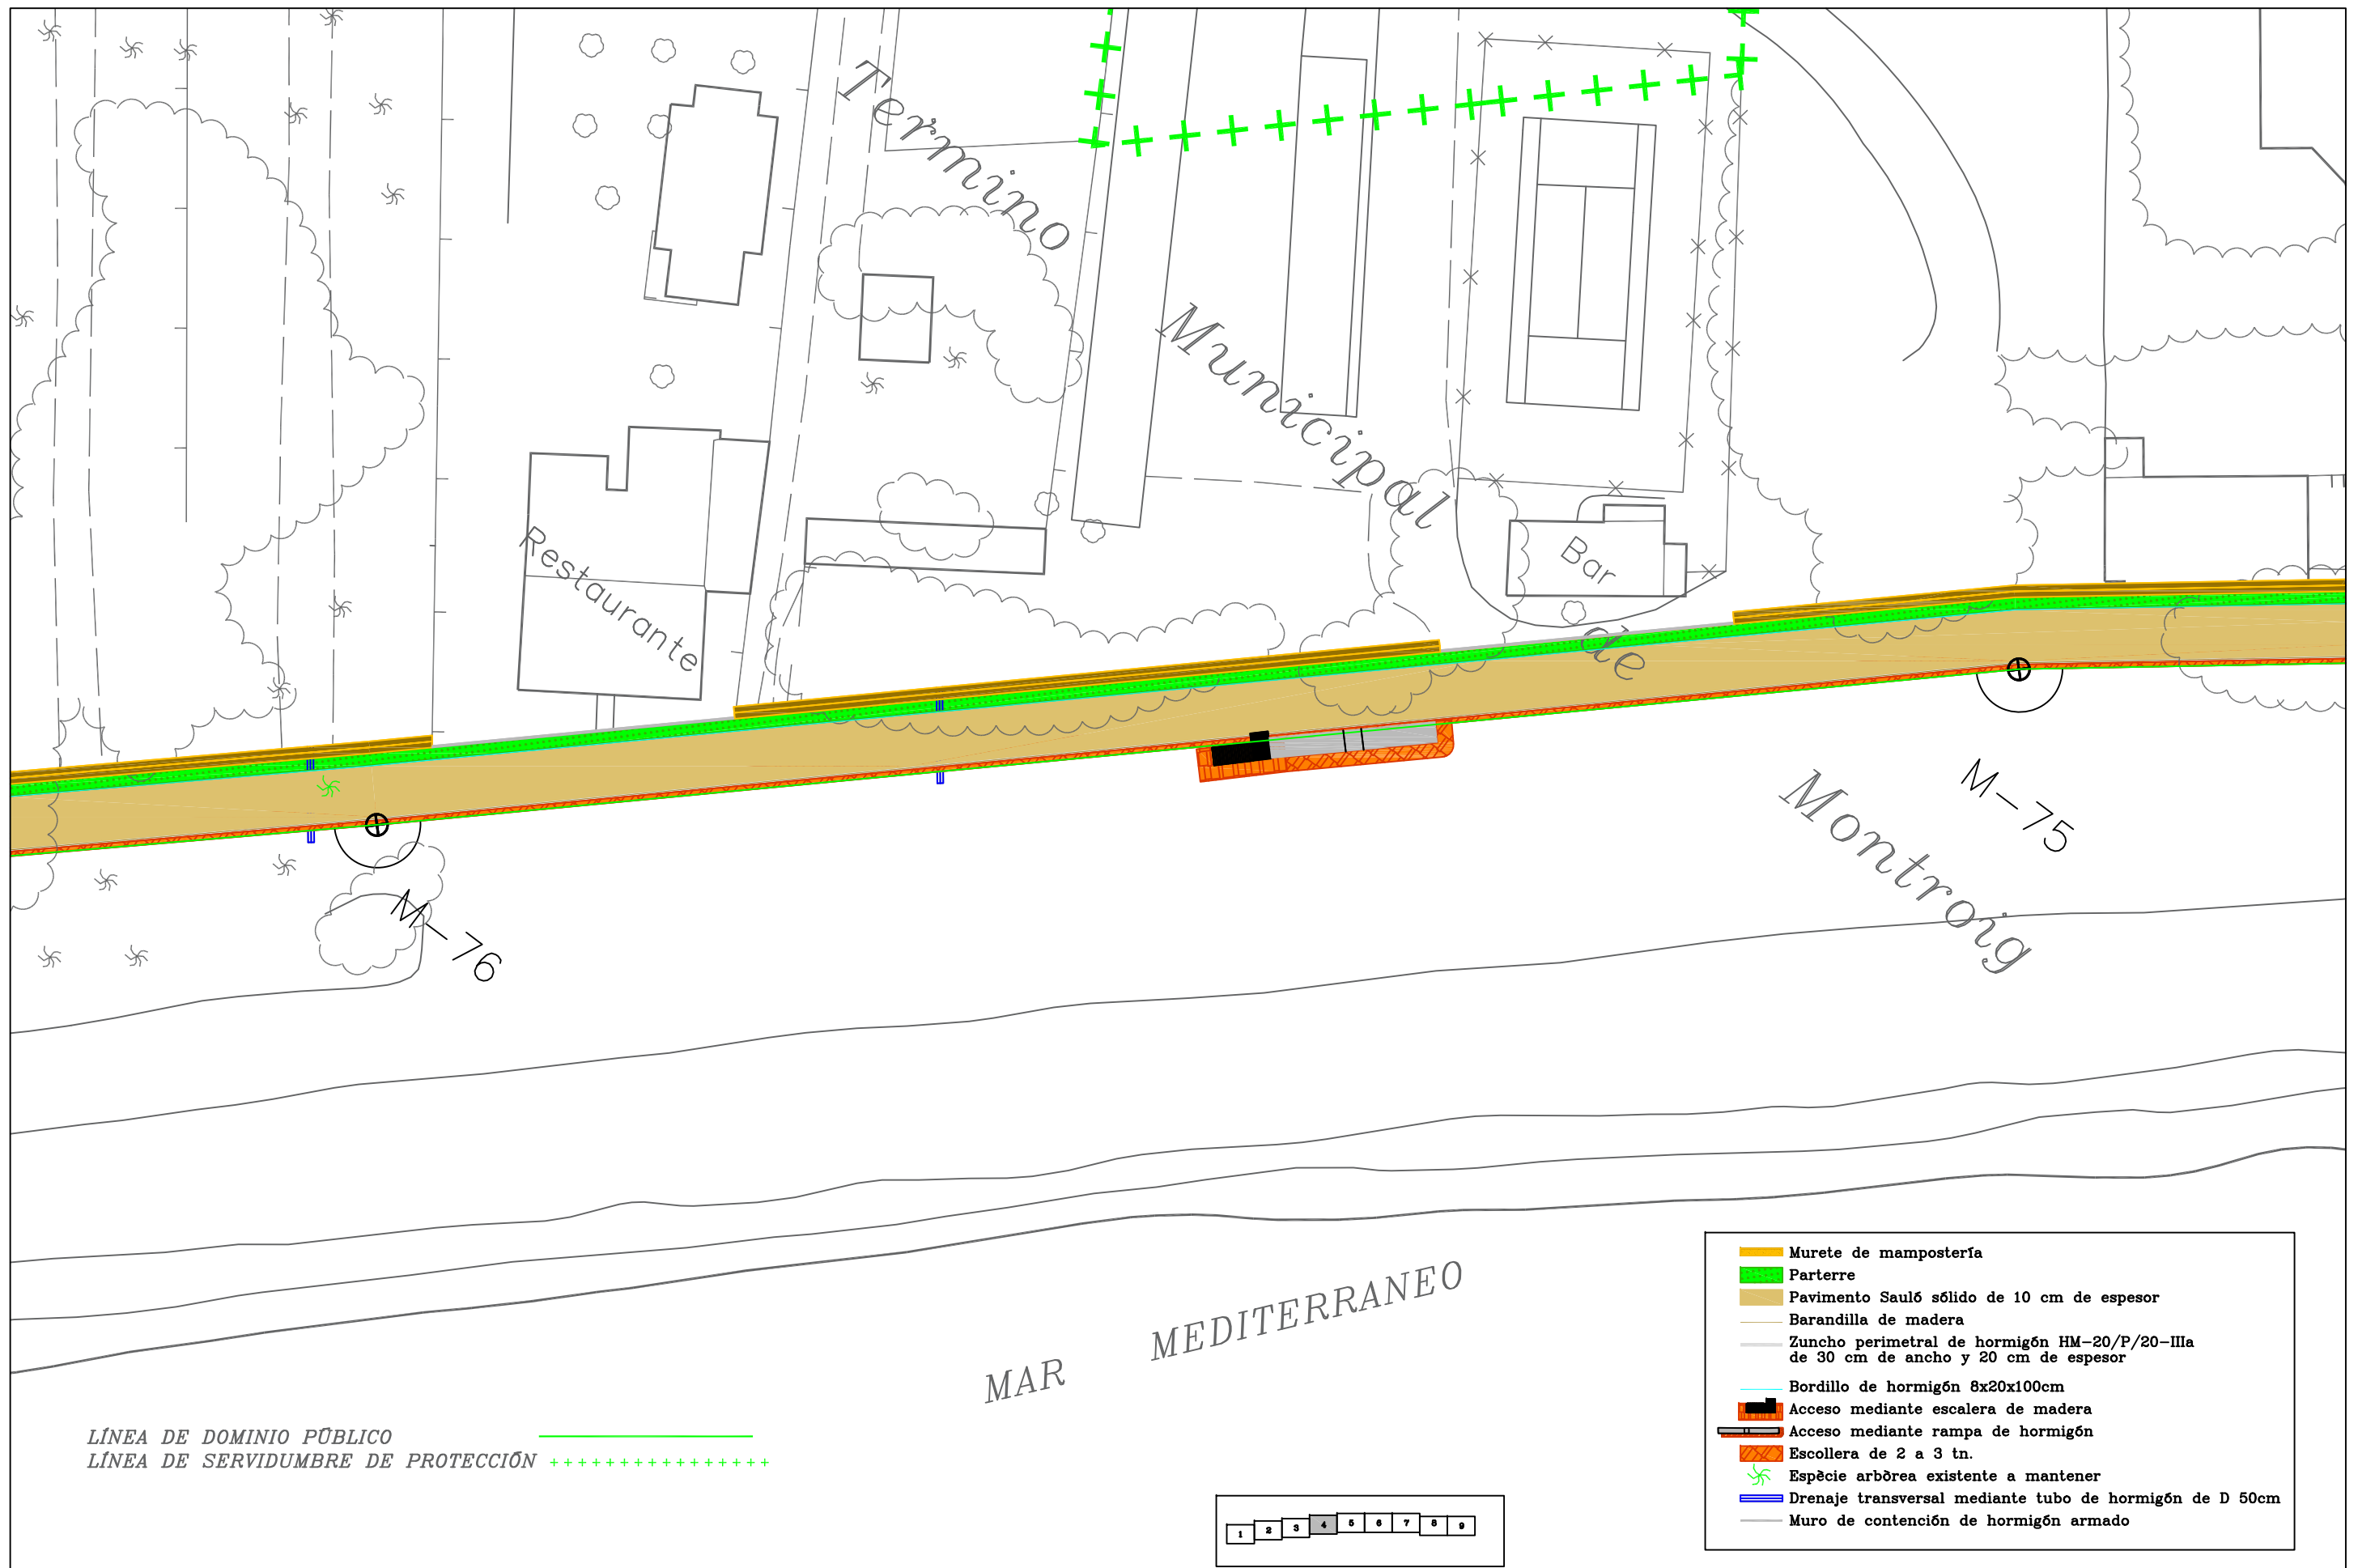 Termino
Municipal
de
Montroig
Restaurante
Bar
M-75
M-76
MAR MEDITERRANEO
LÍNEA DE DOMINIO PÚBLICO
LÍNEA DE SERVIDUMBRE DE PROTECCIÓN
Murete de mampostería
Parterre
Pavimento Sauló sólido de 10 cm de espesor
Barandilla de madera
Zuncho perimetral de hormigón HM-20/P/20-IIIa
de 30 cm de ancho y 20 cm de espesor
Bordillo de hormigón 8x20x100cm
Acceso mediante escalera de madera
Acceso mediante rampa de hormigón
Escollera de 2 a 3 tn.
Espècie arbòrea existente a mantener
Drenaje transversal mediante tubo de hormigón de D 50cm
Muro de contención de hormigón armado
1 2 3 4 5 6 7 8 9